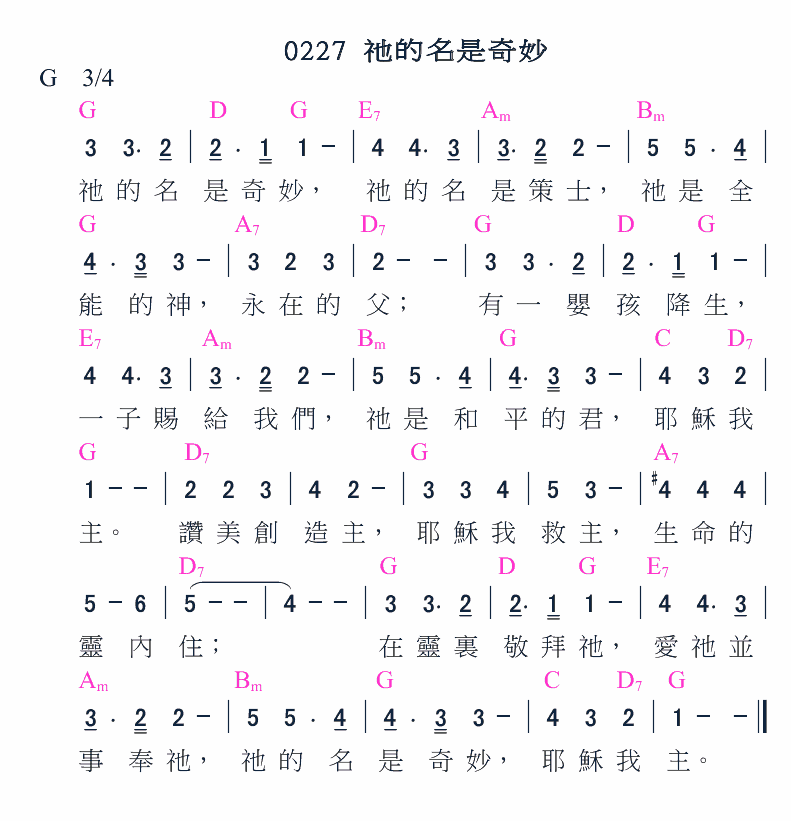 0227 祂的名是奇妙
G 3/4
G D G E7 Am Bm
3 3· 2 | 2 · 1 1 - | 4 4· 3 | 3· 2 2 - | 5 5 · 4 |
祂的名 是奇妙， 祂的名 是策士， 祂是 全
G A7 D7 G D G
4 · 3 3 - | 3 2 3 | 2 - - | 3 3 · 2 | 2 · 1 1 - |
能 的神， 永在的 父； 有一 嬰 孩 降生，
E7 Am Bm G C D7
4 4· 3 | 3 · 2 2 - | 5 5 · 4 | 4· 3 3 - | 4 3 2 |
一子賜 給 我們， 祂是 和 平的君， 耶穌我
G D7 G A7
1 - - | 2 2 3 | 4 2 - | 3 3 4 | 5 3 - | #4 4 4 |
主。 讚美創 造主， 耶穌我 救主， 生命的
D7 G D G E7
5 - 6 | 5 - - | 4 - - | 3 3· 2 | 2· 1 1 - | 4 4· 3 |
靈 內 住； 在靈裏 敬拜祂， 愛祂並
Am Bm G C D7 G
3 · 2 2 - | 5 5 · 4 | 4 · 3 3 - | 4 3 2 | 1 - - ‖
事 奉祂， 祂的 名 是 奇妙， 耶穌我 主。